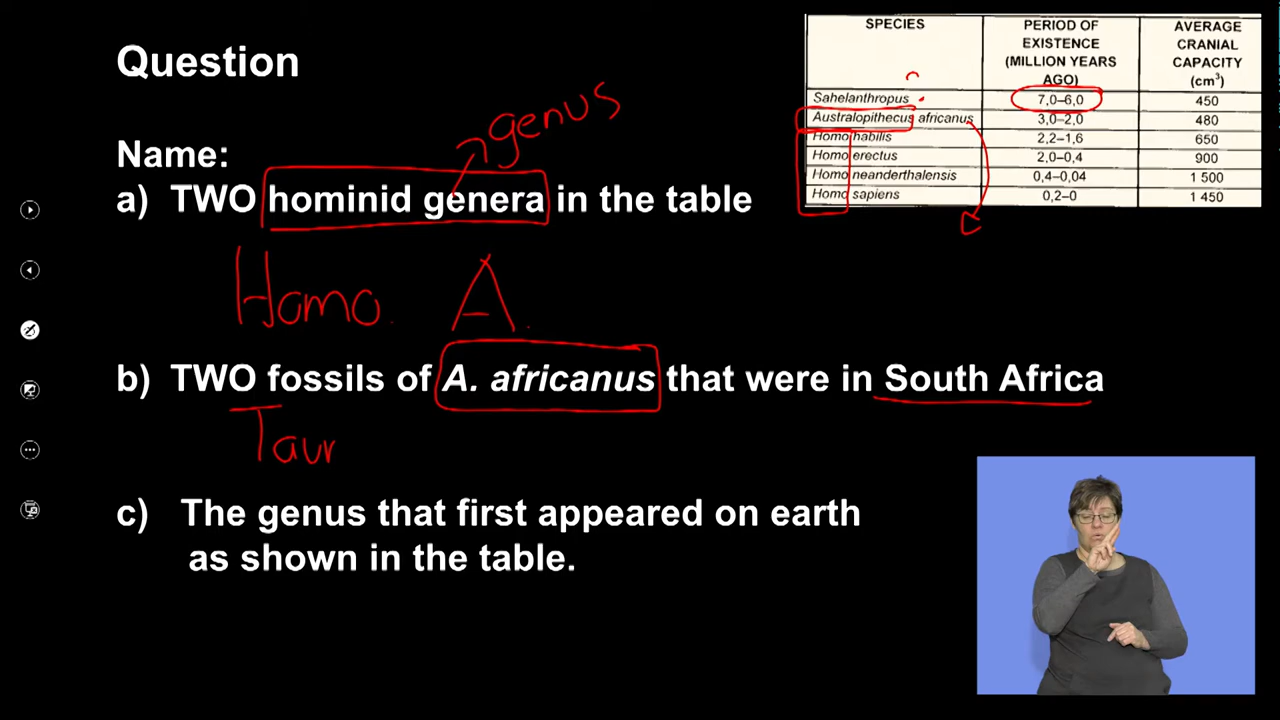 Question
SPECIES PERIOD OF EXISTENCE (MILLION YEARS AGO) AVERAGE CRANIAL CAPACITY (cm³)
Sahelanthropus 7,0–6,0 450
Australopithecus africanus 3,0–2,0 480
Homo habilis 2,2–1,6 650
Homo erectus 2,0–0,4 900
Homo neanderthalensis 0,4–0,04 1 500
Homo sapiens 0,2–0 1 450
genus
Name:
a) TWO hominid genera in the table
Homo. A.
b) TWO fossils of A. africanus that were in South Africa
Taur
c) The genus that first appeared on earth
as shown in the table.